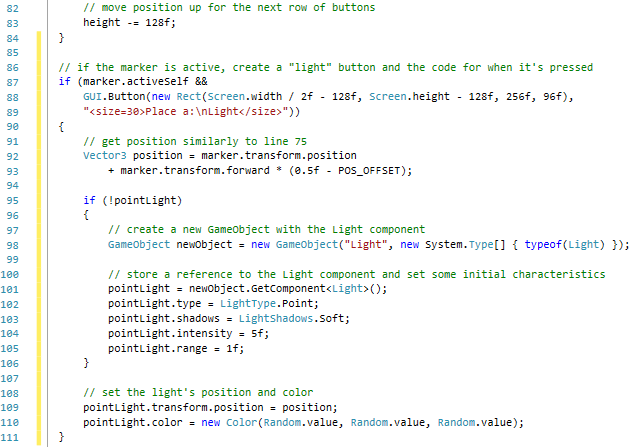 82 // move position up for the next row of buttons
83 height -= 128f;
84 }
85
86 // if the marker is active, create a "light" button and the code for when it's pressed
87 if (marker.activeSelf &&
88 GUI.Button(new Rect(Screen.width / 2f - 128f, Screen.height - 128f, 256f, 96f),
89 "<size=30>Place a:\nLight</size>"))
90 {
91 // get position similarly to line 75
92 Vector3 position = marker.transform.position
93 + marker.transform.forward * (0.5f - POS_OFFSET);
94
95 if (!pointLight)
96 {
97 // create a new GameObject with the Light component
98 GameObject newObject = new GameObject("Light", new System.Type[] { typeof(Light) });
99
100 // store a reference to the Light component and set some initial characteristics
101 pointLight = newObject.GetComponent<Light>();
102 pointLight.type = LightType.Point;
103 pointLight.shadows = LightShadows.Soft;
104 pointLight.intensity = 5f;
105 pointLight.range = 1f;
106 }
107
108 // set the light's position and color
109 pointLight.transform.position = position;
110 pointLight.color = new Color(Random.value, Random.value, Random.value);
111 }